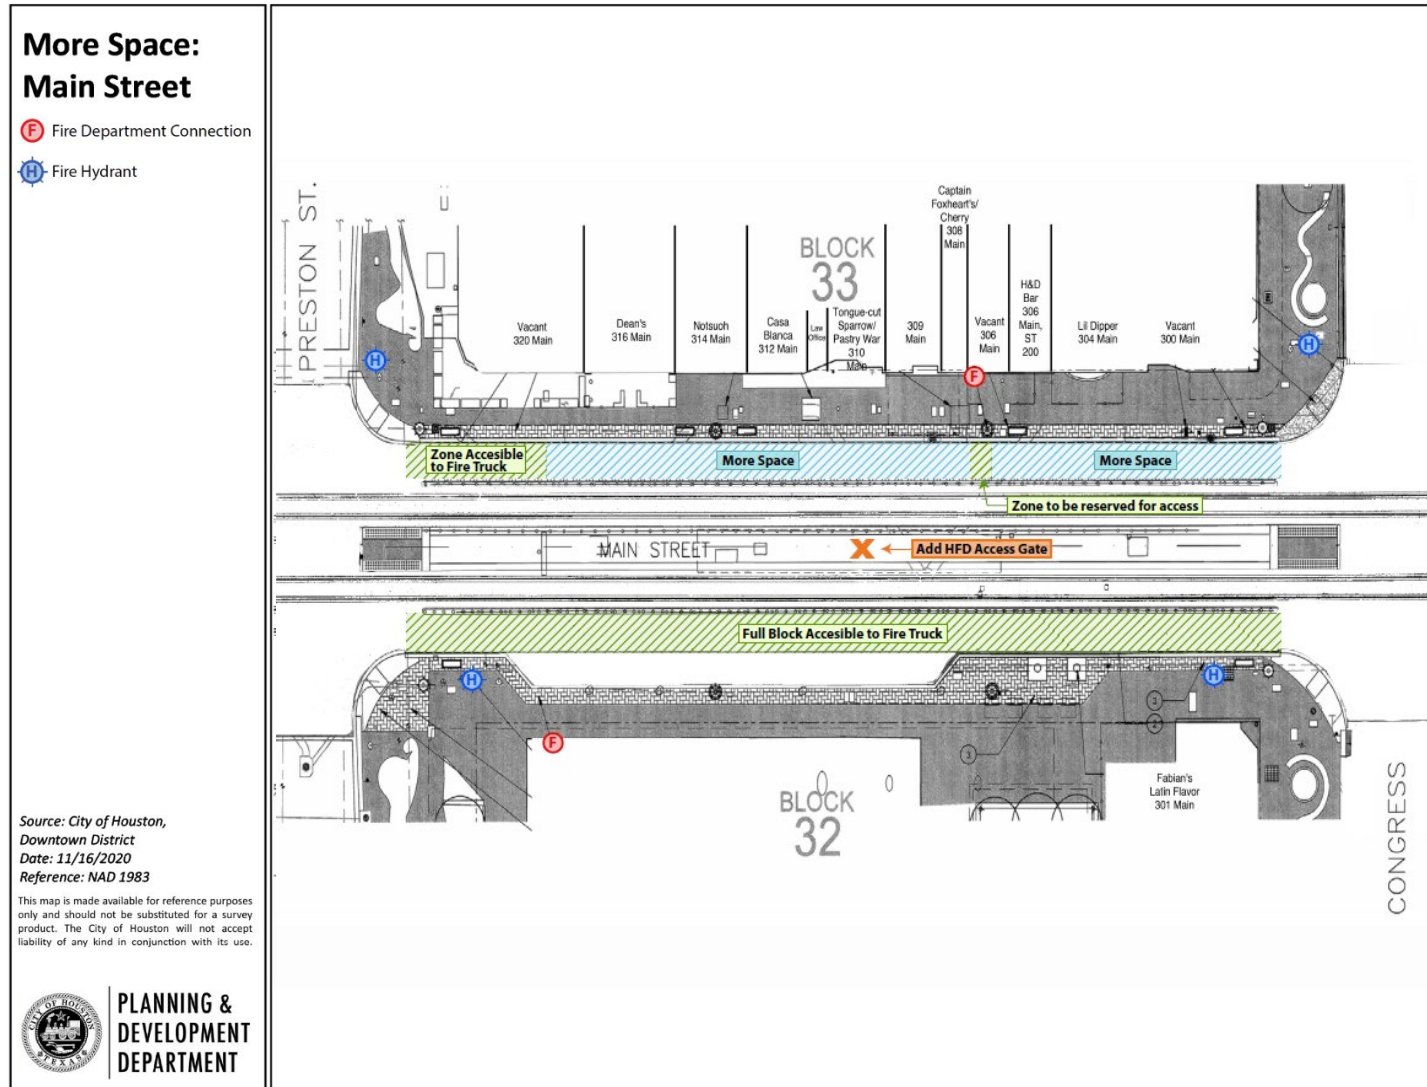 More Space:
Main Street
F Fire Department Connection
H Fire Hydrant
Source: City of Houston,
Downtown District
Date: 11/16/2020
Reference: NAD 1983
This map is made available for reference purposes
only and should not be substituted for a survey
product. The City of Houston will not accept
liability of any kind in conjunction with its use.
CITY OF HOUSTON
TEXAS
PLANNING &
DEVELOPMENT
DEPARTMENT
PRESTON ST.
BLOCK
33
Vacant
320 Main
Dean's
316 Main
Notsuoh
314 Main
Casa
Blanca
312 Main
Law
Office
Tongue-cut
Sparrow/
Pastry War
310
Main
309
Main
Captain
Foxheart's/
Cherry
308
Main
Vacant
306
Main
H&D
Bar
306
Main,
ST
200
Lil Dipper
304 Main
Vacant
300 Main
H
F
H
Zone Accesible
to Fire Truck
More Space
More Space
Zone to be reserved for access
MAIN STREET
X
Add HFD Access Gate
Full Block Accesible to Fire Truck
H
H
F
3
2
3
BLOCK
32
Fabian's
Latin Flavor
301 Main
CONGRESS